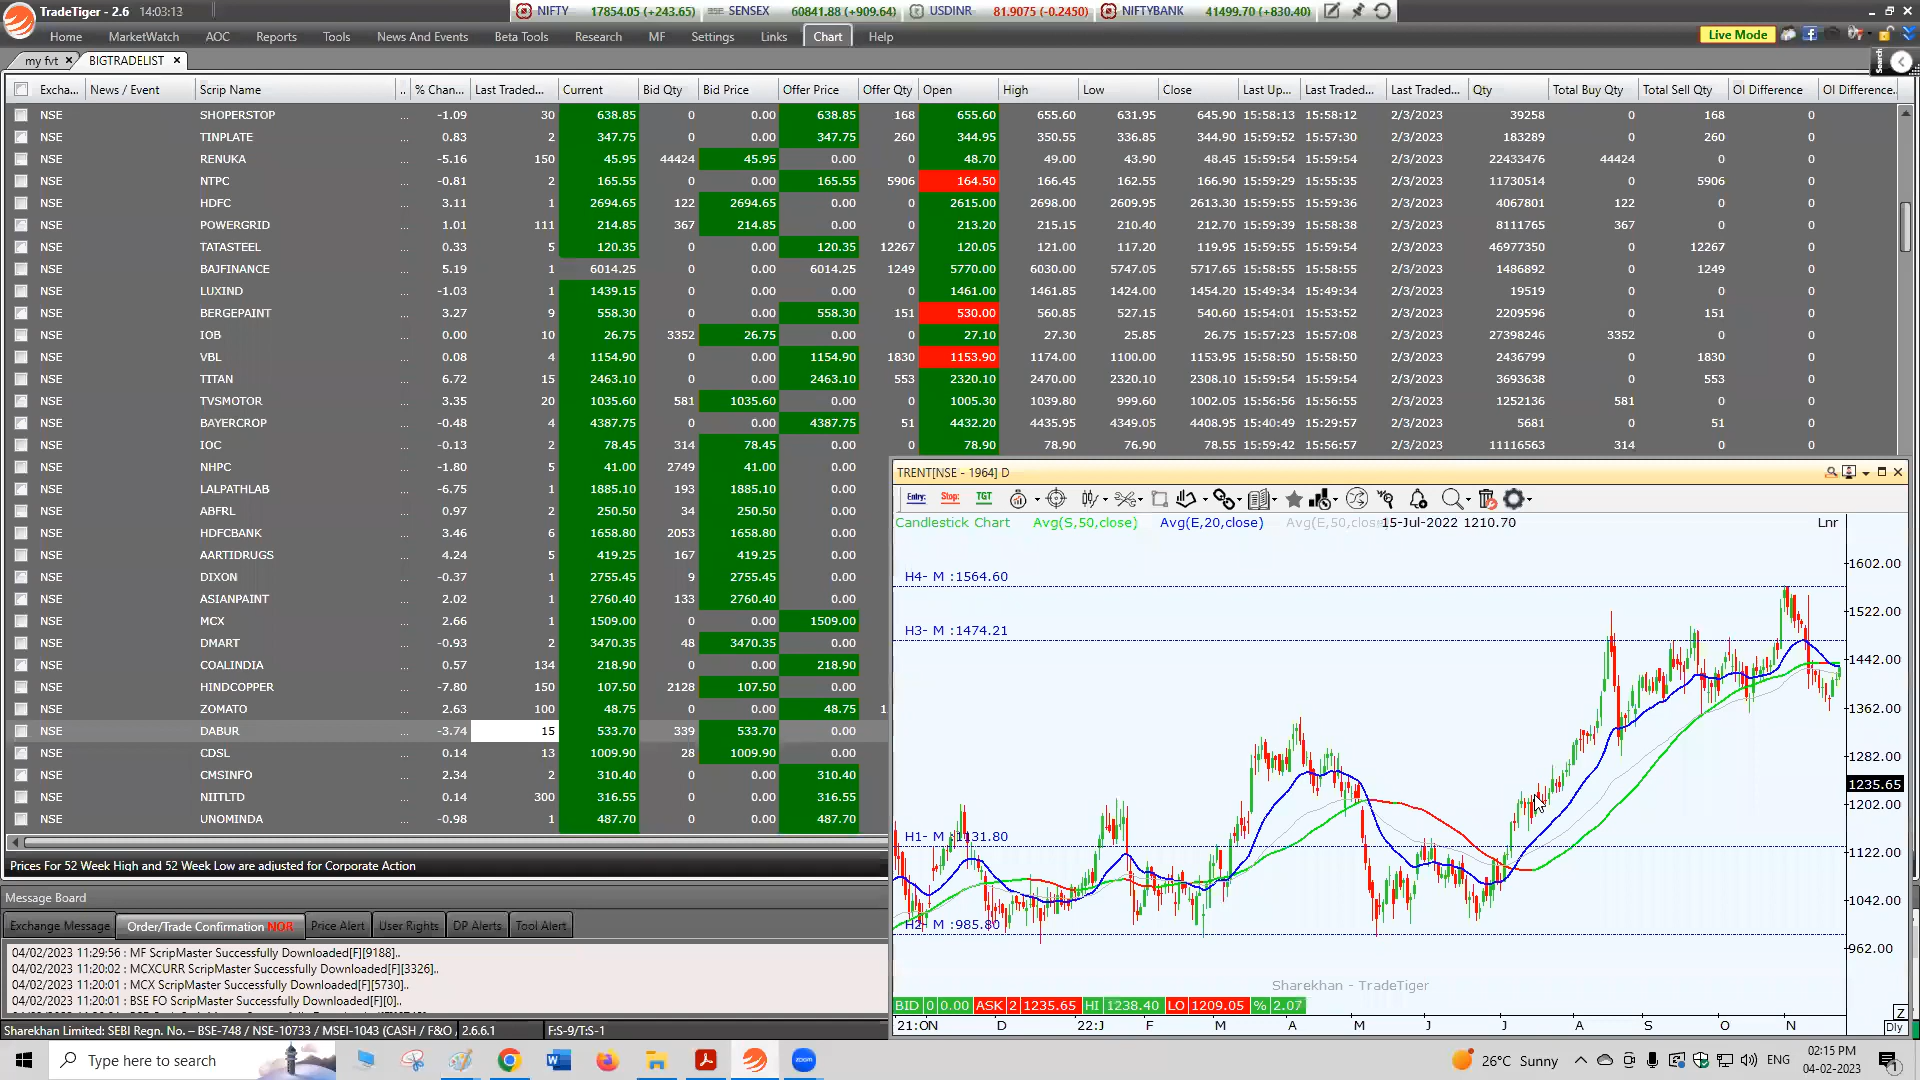 TradeTiger - 2.6 14:03:13 NIFTY 17854.05 (+243.65) SENSEX 60841.88 (+909.64) USDINR 81.9075 (-0.2450) NIFTYBANK 41499.70 (+830.40)
Home MarketWatch AOC Reports Tools News And Events Beta Tools Research MF Settings Links Chart Help Live Mode
my fvt BIGTRADELIST Search
Excha... News / Event Scrip Name .. % Chan... Last Traded... Current Bid Qty Bid Price Offer Price Offer Qty Open High Low Close Last Up... Last Traded... Last Traded... Qty Total Buy Qty Total Sell Qty OI Difference OI Difference...
NSE SHOPERSTOP ... -1.09 30 638.85 0 0.00 638.85 168 655.60 655.60 631.95 645.90 15:58:13 15:58:12 2/3/2023 39258 0 168 0
NSE TINPLATE ... 0.83 2 347.75 0 0.00 347.75 260 344.95 350.55 336.85 344.90 15:59:52 15:57:30 2/3/2023 183289 0 260 0
NSE RENUKA ... -5.16 150 45.95 44424 45.95 0.00 0 48.70 49.00 43.90 48.45 15:59:54 15:59:54 2/3/2023 22433476 44424 0 0
NSE NTPC ... -0.81 2 165.55 0 0.00 165.55 5906 164.50 166.45 162.55 166.90 15:59:29 15:55:35 2/3/2023 11730514 0 5906 0
NSE HDFC ... 3.11 1 2694.65 122 2694.65 0.00 0 2615.00 2698.00 2609.95 2613.30 15:59:55 15:59:36 2/3/2023 4067801 122 0 0
NSE POWERGRID ... 1.01 111 214.85 367 214.85 0.00 0 213.20 215.15 210.40 212.70 15:59:39 15:58:38 2/3/2023 8111765 367 0 0
NSE TATASTEEL ... 0.33 5 120.35 0 0.00 120.35 12267 120.05 121.00 117.20 119.95 15:59:55 15:59:54 2/3/2023 46977350 0 12267 0
NSE BAJFINANCE ... 5.19 1 6014.25 0 0.00 6014.25 1249 5770.00 6030.00 5747.05 5717.65 15:58:55 15:58:55 2/3/2023 1486892 0 1249 0
NSE LUXIND ... -1.03 1 1439.15 0 0.00 0.00 0 1461.00 1461.85 1424.00 1454.20 15:49:34 15:49:34 2/3/2023 19519 0 0 0
NSE BERGEPAINT ... 3.27 9 558.30 0 0.00 558.30 151 530.00 560.85 527.15 540.60 15:54:01 15:53:52 2/3/2023 2209596 0 151 0
NSE IOB ... 0.00 10 26.75 3352 26.75 0.00 0 27.10 27.30 25.85 26.75 15:57:23 15:57:08 2/3/2023 27398246 3352 0 0
NSE VBL ... 0.08 4 1154.90 0 0.00 1154.90 1830 1153.90 1174.00 1100.00 1153.95 15:58:50 15:58:50 2/3/2023 2436799 0 1830 0
NSE TITAN ... 6.72 15 2463.10 0 0.00 2463.10 553 2320.10 2470.00 2320.10 2308.10 15:59:54 15:59:54 2/3/2023 3693638 0 553 0
NSE TVSMOTOR ... 3.35 20 1035.60 581 1035.60 0.00 0 1005.30 1039.80 999.60 1002.05 15:56:56 15:56:55 2/3/2023 1252136 581 0 0
NSE BAYERCROP ... -0.48 4 4387.75 0 0.00 4387.75 51 4432.20 4435.95 4349.05 4408.95 15:40:49 15:29:57 2/3/2023 5681 0 51 0
NSE IOC ... -0.13 2 78.45 314 78.45 0.00 0 78.90 78.90 76.90 78.55 15:59:42 15:56:57 2/3/2023 11116563 314 0 0
NSE NHPC ... -1.80 5 41.00 2749 41.00 0.00
NSE LALPATHLAB ... -6.75 1 1885.10 193 1885.10 0.00
NSE ABFRL ... 0.97 2 250.50 34 250.50 0.00
NSE HDFCBANK ... 3.46 6 1658.80 2053 1658.80 0.00
NSE AARTIDRUGS ... 4.24 5 419.25 167 419.25 0.00
NSE DIXON ... -0.37 1 2755.45 9 2755.45 0.00
NSE ASIANPAINT ... 2.02 1 2760.40 133 2760.40 0.00
NSE MCX ... 2.66 1 1509.00 0 0.00 1509.00
NSE DMART ... -0.93 2 3470.35 48 3470.35 0.00
NSE COALINDIA ... 0.57 134 218.90 0 0.00 218.90
NSE HINDCOPPER ... -7.80 150 107.50 2128 107.50 0.00
NSE ZOMATO ... 2.63 100 48.75 0 0.00 48.75 1
NSE DABUR ... -3.74 15 533.70 339 533.70 0.00
NSE CDSL ... 0.14 13 1009.90 28 1009.90 0.00
NSE CMSINFO ... 2.34 2 310.40 0 0.00 310.40
NSE NIITLTD ... 0.14 300 316.55 0 0.00 316.55
NSE UNOMINDA ... -0.98 1 487.70 0 0.00 487.70
Prices For 52 Week High and 52 Week Low are adjusted for Corporate Action
Message Board
Exchange Message Order/Trade Confirmation NOR Price Alert User Rights DP Alerts Tool Alert
04/02/2023 11:29:56 : MF ScripMaster Successfully Downloaded[F][9188]..
04/02/2023 11:20:02 : MCXCURR ScripMaster Successfully Downloaded[F][3326]..
04/02/2023 11:20:01 : MCX ScripMaster Successfully Downloaded[F][5730]..
04/02/2023 11:20:01 : BSE FO ScripMaster Successfully Downloaded[F][0]..
Sharekhan Limited: SEBI Regn. No. – BSE-748 / NSE-10733 / MSEI-1043 (CASH / F&O 2.6.6.1 F:S-9/T:S-1
TRENT[NSE - 1964] D
Entry: Stop: TGT
Candlestick Chart Avg(S,50,close) Avg(E,20,close) Avg(E,50,close 15-Jul-2022 1210.70 Lnr
H4- M :1564.60
H3- M :1474.21
H1- M :1131.80
H2- M :985.80
1602.00
1522.00
1442.00
1362.00
1282.00
1235.65
1202.00
1122.00
1042.00
962.00
Sharekhan - TradeTiger
BID 0 0.00 ASK 2 1235.65 HI 1238.40 LO 1209.05 % 2.07
21:ON D 22:J F M A M J J A S O N Z
Dly
Type here to search 26°C Sunny ENG 02:15 PM
04-02-2023